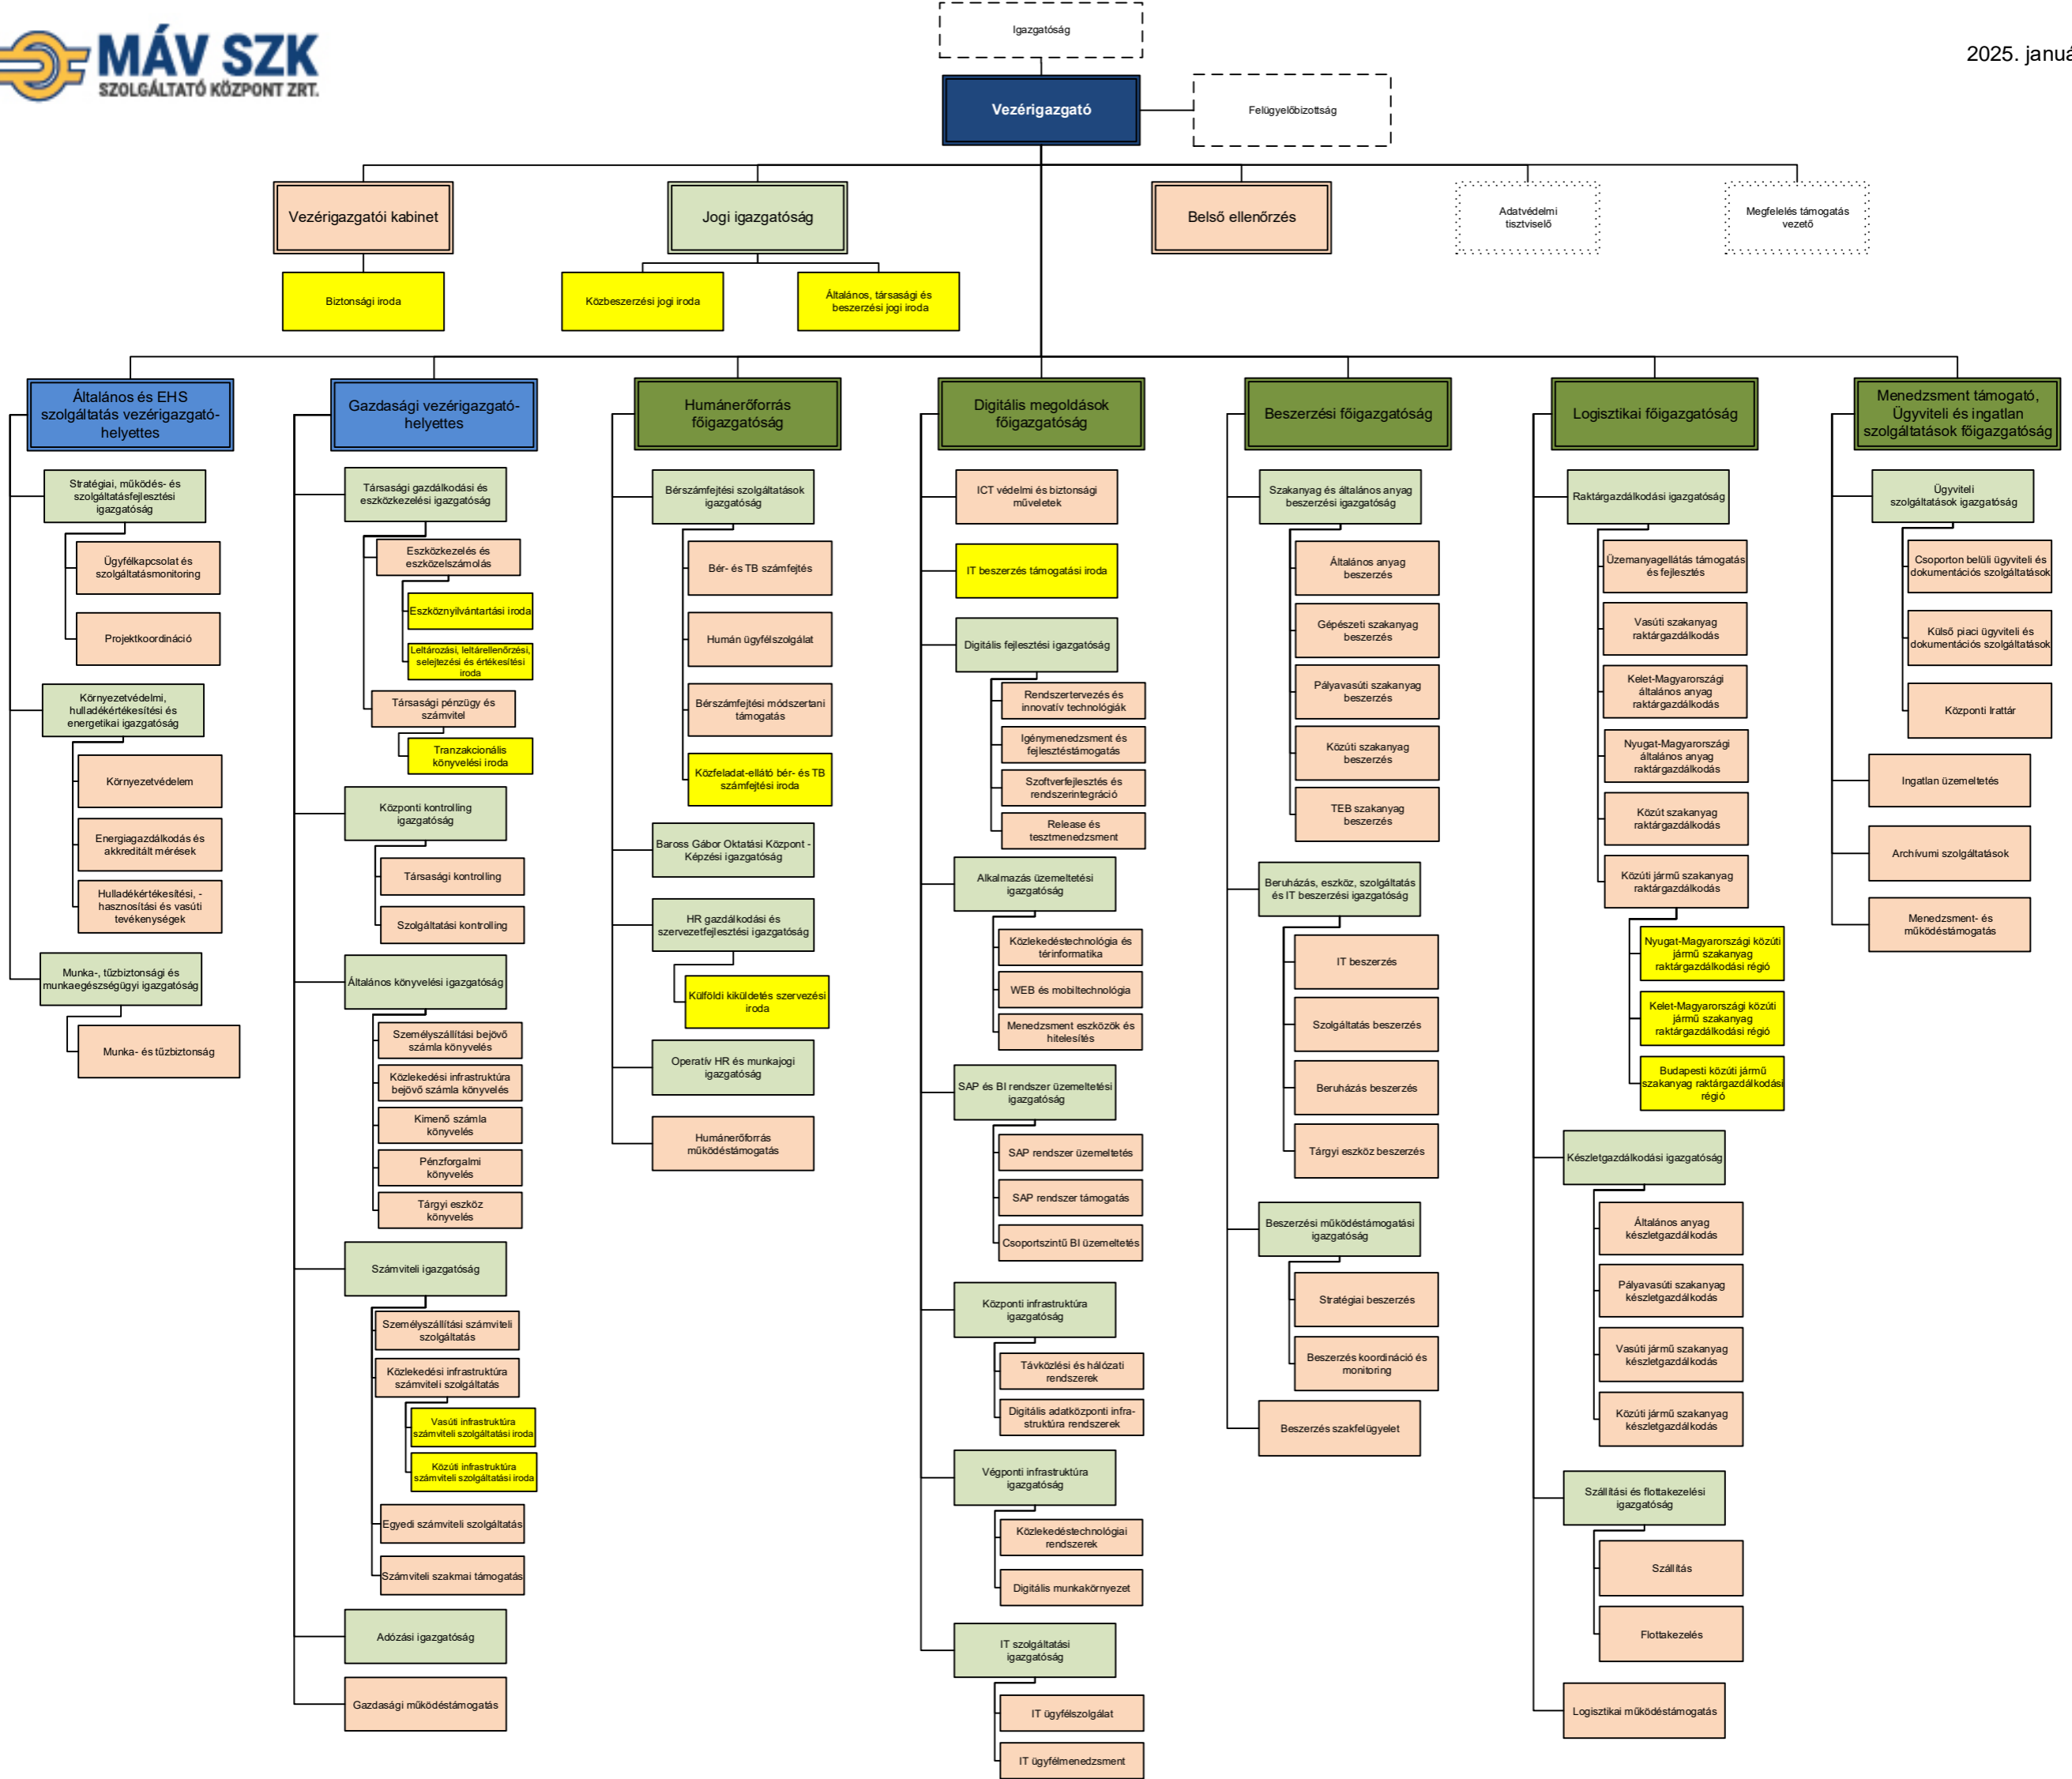 MÁV SZK
SZOLGÁLTATÓ KÖZPONT ZRT.
2025. januá
Igazgatóság
Vezérigazgató
Felügyelőbizottság
Vezérigazgatói kabinet
Jogi igazgatóság
Belső ellenőrzés
Adatvédelmi
tisztviselő
Megfelelés támogatás
vezető
Biztonsági iroda
Közbeszerzési jogi iroda
Általános, társasági és
beszerzési jogi iroda
Általános és EHS
szolgáltatás vezérigazgató-
helyettes
Stratégiai, működés- és
szolgáltatásfejlesztési
igazgatóság
Ügyfélkapcsolat és
szolgáltatásmonitoring
Projektkoordináció
Környezetvédelmi,
hulladékértékesítési és
energetikai igazgatóság
Környezetvédelem
Energiagazdálkodás és
akkreditált mérések
Hulladékértékesítési, -
hasznosítási és vasúti
tevékenységek
Munka-, tűzbiztonsági és
munkaegészségügyi igazgatóság
Munka- és tűzbiztonság
Gazdasági vezérigazgató-
helyettes
Társasági gazdálkodási és
eszközkezelési igazgatóság
Eszközkezelés és
eszközelszámolás
Eszköznyilvántartási iroda
Leltározási, leltárellenőrzési,
selejtezési és értékesítési
iroda
Társasági pénzügy és
számvitel
Tranzakcionális
könyvelési iroda
Központi kontrolling
igazgatóság
Társasági kontrolling
Szolgáltatási kontrolling
Általános könyvelési igazgatóság
Személyszállítási bejövő
számla könyvelés
Közlekedési infrastruktúra
bejövő számla könyvelés
Kimenő számla
könyvelés
Pénzforgalmi
könyvelés
Tárgyi eszköz
könyvelés
Számviteli igazgatóság
Személyszállítási számviteli
szolgáltatás
Közlekedési infrastruktúra
számviteli szolgáltatás
Vasúti infrastruktúra
számviteli szolgáltatási iroda
Közúti infrastruktúra
számviteli szolgáltatási iroda
Egyedi számviteli szolgáltatás
Számviteli szakmai támogatás
Adózási igazgatóság
Gazdasági működéstámogatás
Humánerőforrás
főigazgatóság
Bérszámfejtési szolgáltatások
igazgatóság
Bér- és TB számfejtés
Humán ügyfélszolgálat
Bérszámfejtési módszertani
támogatás
Közfeladat-ellátó bér- és TB
számfejtési iroda
Baross Gábor Oktatási Központ -
Képzési igazgatóság
HR gazdálkodási és
szervezetfejlesztési igazgatóság
Külföldi kiküldetés szervezési
iroda
Operatív HR és munkajogi
igazgatóság
Humánerőforrás
működéstámogatás
Digitális megoldások
főigazgatóság
ICT védelmi és biztonsági
műveletek
IT beszerzés támogatási iroda
Digitális fejlesztési igazgatóság
Rendszertervezés és
innovatív technológiák
Igénymenedzsment és
fejlesztéstámogatás
Szoftverfejlesztés és
rendszerintegráció
Release és
tesztmenedzsment
Alkalmazás üzemeltetési
igazgatóság
Közlekedéstechnológia és
térinformatika
WEB és mobiltechnológia
Menedzsment eszközök és
hitelesítés
SAP és BI rendszer üzemeltetési
igazgatóság
SAP rendszer üzemeltetés
SAP rendszer támogatás
Csoportszintű BI üzemeltetés
Központi infrastruktúra
igazgatóság
Távközlési és hálózati
rendszerek
Digitális adatközponti infra-
struktúra rendszerek
Végponti infrastruktúra
igazgatóság
Közlekedéstechnológiai
rendszerek
Digitális munkakörnyezet
IT szolgáltatási
igazgatóság
IT ügyfélszolgálat
IT ügyfélmenedzsment
Beszerzési főigazgatóság
Szakanyag és általános anyag
beszerzési igazgatóság
Általános anyag
beszerzés
Gépészeti szakanyag
beszerzés
Pályavasúti szakanyag
beszerzés
Közúti szakanyag
beszerzés
TEB szakanyag
beszerzés
Beruházás, eszköz, szolgáltatás
és IT beszerzési igazgatóság
IT beszerzés
Szolgáltatás beszerzés
Beruházás beszerzés
Tárgyi eszköz beszerzés
Beszerzési működéstámogatási
igazgatóság
Stratégiai beszerzés
Beszerzés koordináció és
monitoring
Beszerzés szakfelügyelet
Logisztikai főigazgatóság
Raktárgazdálkodási igazgatóság
Üzemanyagellátás támogatás
és fejlesztés
Vasúti szakanyag
raktárgazdálkodás
Kelet-Magyarországi
általános anyag
raktárgazdálkodás
Nyugat-Magyarországi
általános anyag
raktárgazdálkodás
Közút szakanyag
raktárgazdálkodás
Közúti jármű szakanyag
raktárgazdálkodás
Nyugat-Magyarországi közúti
jármű szakanyag
raktárgazdálkodási régió
Kelet-Magyarországi közúti
jármű szakanyag
raktárgazdálkodási régió
Budapesti közúti jármű
szakanyag raktárgazdálkodási
régió
Készletgazdálkodási igazgatóság
Általános anyag
készletgazdálkodás
Pályavasúti szakanyag
készletgazdálkodás
Vasúti jármű szakanyag
készletgazdálkodás
Közúti jármű szakanyag
készletgazdálkodás
Szállítási és flottakezelési
igazgatóság
Szállítás
Flottakezelés
Logisztikai működéstámogatás
Menedzsment támogató,
Ügyviteli és ingatlan
szolgáltatások főigazgatóság
Ügyviteli
szolgáltatások igazgatóság
Csoporton belüli ügyviteli és
dokumentációs szolgáltatások
Külső piaci ügyviteli és
dokumentációs szolgáltatások
Központi Irattár
Ingatlan üzemeltetés
Archívumi szolgáltatások
Menedzsment- és
működéstámogatás